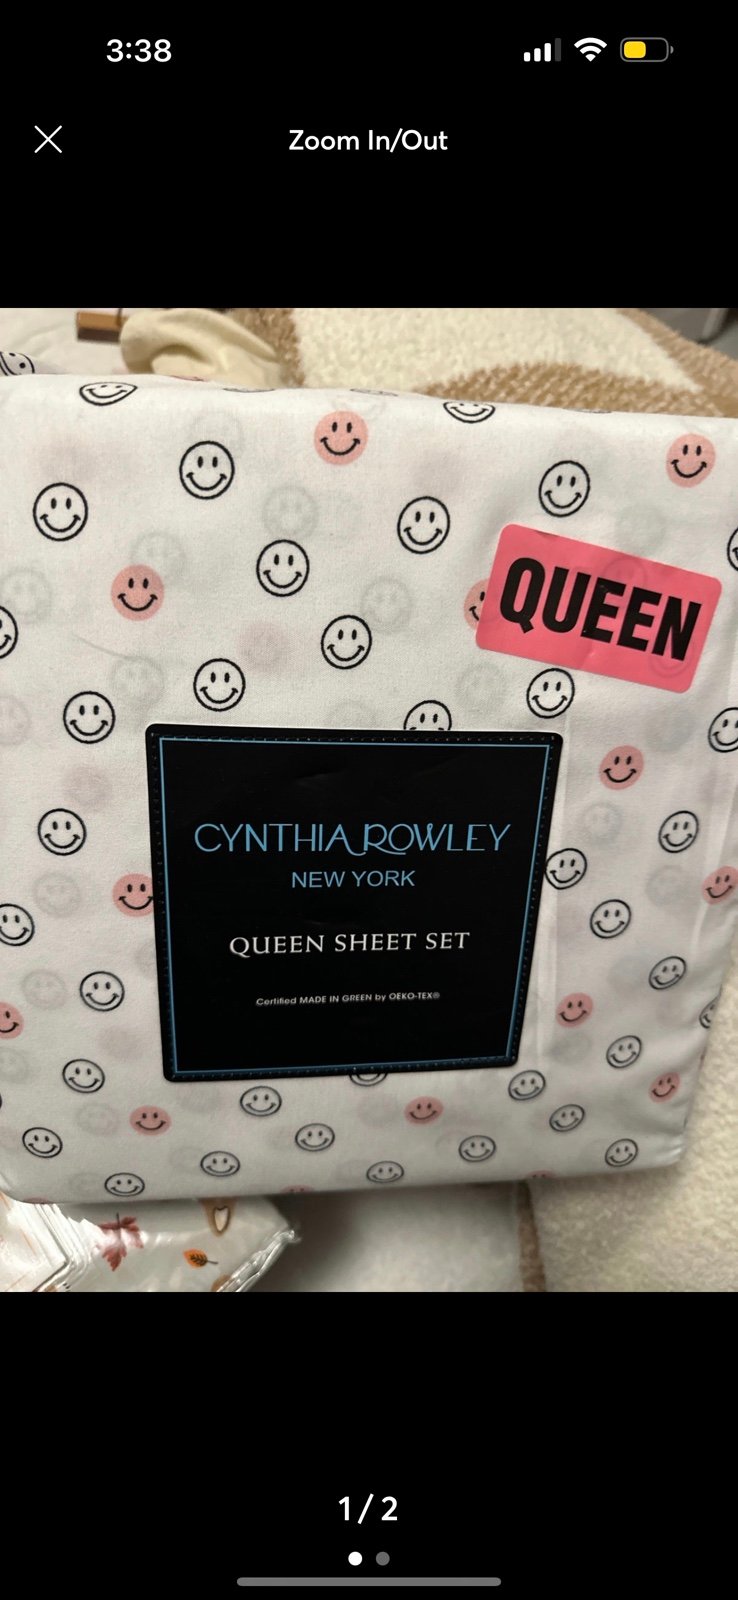 3:38
Zoom In/Out
QUEEN
CYNTHIA ROWLEY
NEW YORK
QUEEN SHEET SET
Certified MADE IN GREEN by OEKO-TEX®
1/2